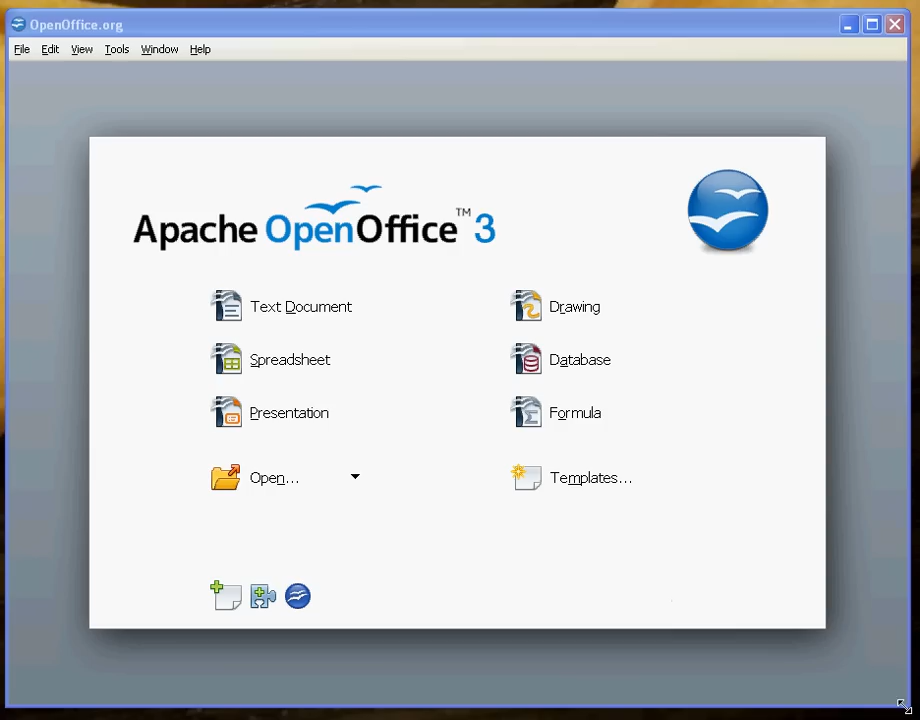 OpenOffice.org
File Edit View Tools Window Help
Apache OpenOffice™ 3
Text Document
Drawing
Spreadsheet
Database
Presentation
Formula
Open...
Templates...